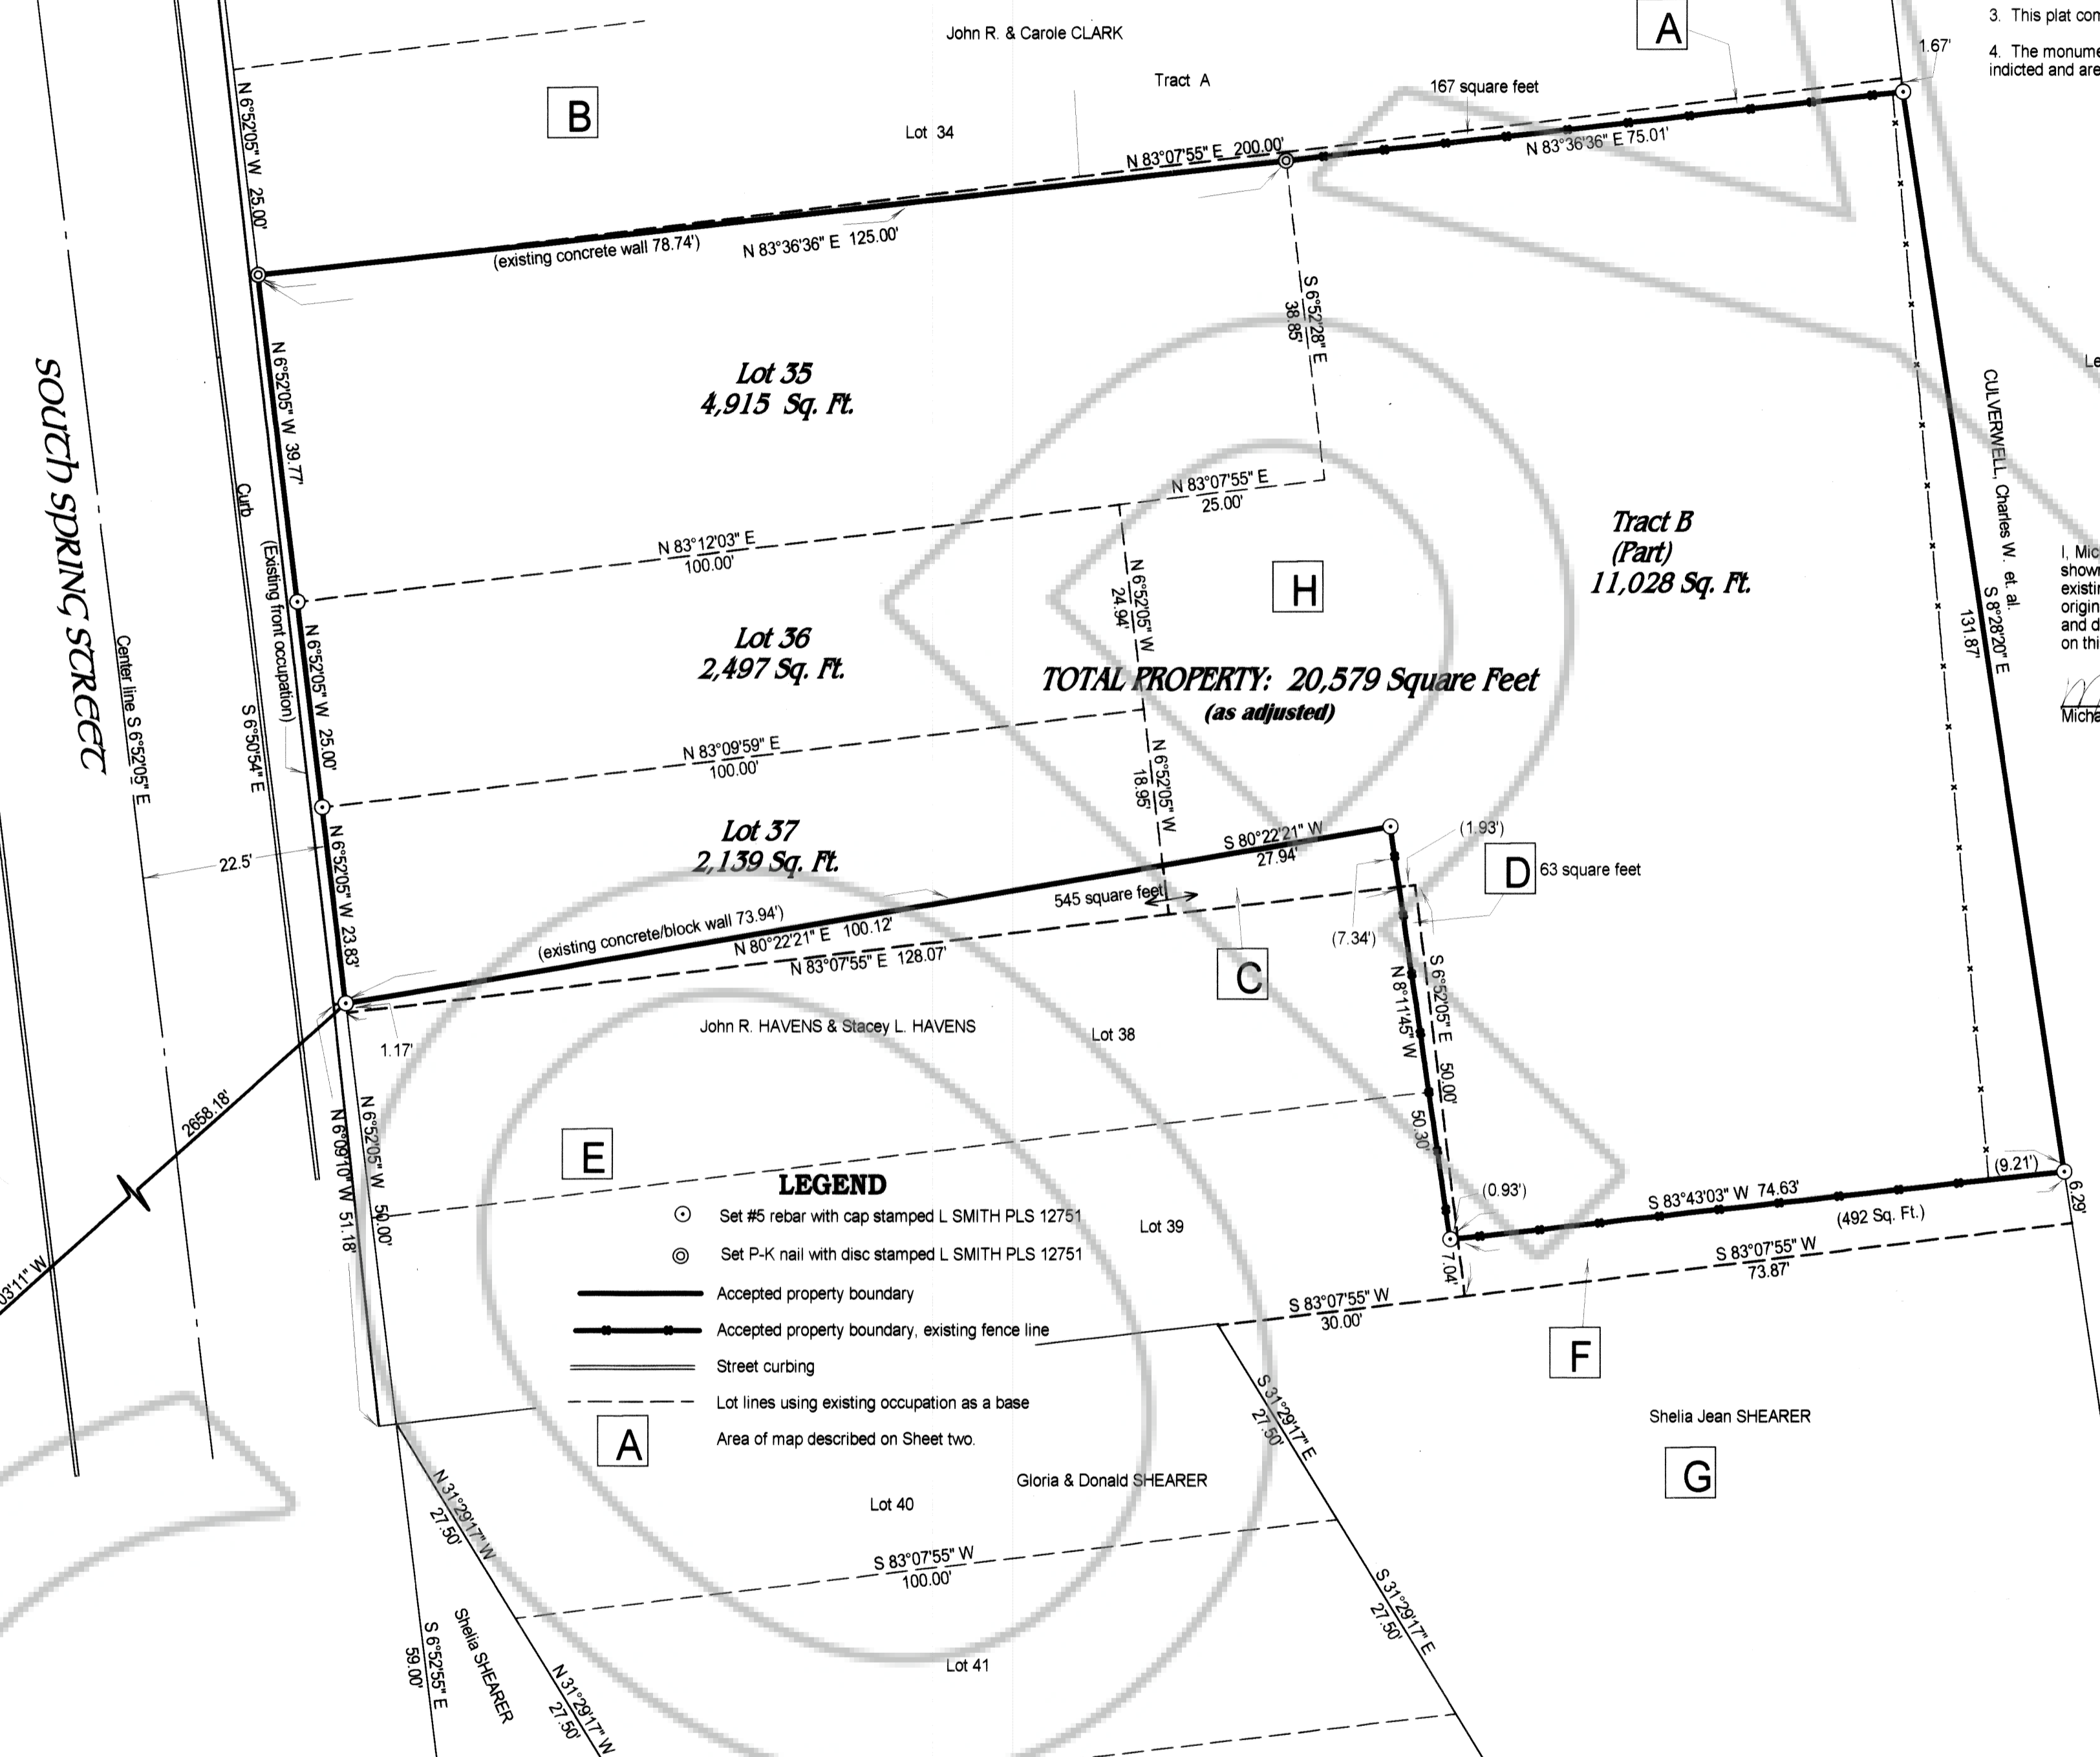 John R. & Carole CLARK
Tract A
Lot 34
B
A
1.67'
3. This plat con
4. The monume
indicted and are
167 square feet
N 83°07'55" E 200.00'
N 83°36'36" E 75.01'
N 6°52'05" W 25.00'
(existing concrete wall 78.74')
N 83°36'36" E 125.00'
S 6°52'28" E
38.85'
N 6°52'05" W 39.77'
Lot 35
4,915 Sq. Ft.
SOUTH SPRING STREET
Curb
(Existing front occupation)
Center line S 6°52'05" E
S 6°50'54" E
N 83°07'55" E
25.00'
N 83°12'03" E
100.00'
Le
CULVERWELL, Charles W. et. al.
S 8°28'20" E
131.87'
Tract B
(Part)
11,028 Sq. Ft.
I, Mic
shown
existin
origin
and d
on thi
Micha
H
N 6°52'05" W
24.94'
N 6°52'05" W 25.00'
Lot 36
2,497 Sq. Ft.
TOTAL PROPERTY: 20,579 Square Feet
(as adjusted)
N 83°09'59" E
100.00'
N 6°52'05" W
18.95'
Lot 37
2,139 Sq. Ft.
22.5'
N 6°52'05" W 23.83'
S 80°22'21" W
27.94'
(1.93')
D
63 square feet
545 square feet
(existing concrete/block wall 73.94')
N 80°22'21" E 100.12'
N 83°07'55" E 128.07'
(7.34')
C
N 8°11'45" W
50.30'
S 6°52'05" E 50.00'
John R. HAVENS & Stacey L. HAVENS
Lot 38
1.17'
2658.18'
03'11" W
N 6°09'10" W 51.18'
N 6°52'05" W 50.00'
E
LEGEND
Set #5 rebar with cap stamped L SMITH PLS 12751
Set P-K nail with disc stamped L SMITH PLS 12751
Accepted property boundary
Accepted property boundary, existing fence line
Street curbing
Lot lines using existing occupation as a base
A
Area of map described on Sheet two.
Lot 39
(0.93')
7.04'
S 83°43'03" W 74.63'
(9.21')
(492 Sq. Ft.)
6.29'
S 83°07'55" W
73.87'
S 83°07'55" W
30.00'
F
Shelia Jean SHEARER
G
S 31°29'17" E
27.50'
Gloria & Donald SHEARER
Lot 40
N 31°29'17" W
27.50'
S 83°07'55" W
100.00'
S 31°29'17" E
27.50'
S 6°52'55" E
59.00'
Shelia SHEARER
N 31°29'17" W
27.50'
Lot 41